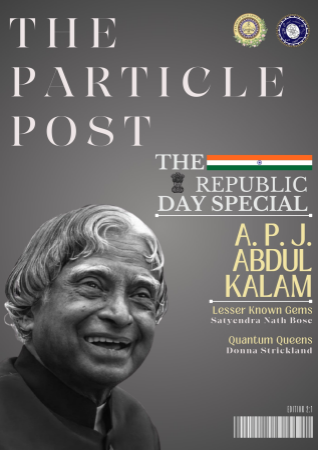 THE
PARTICLE
POST
THE
REPUBLIC
DAY SPECIAL
A. P. J.
ABDUL
KALAM
Lesser Known Gems
Satyendra Nath Bose
Quantum Queens
Donna Strickland
EDITION 2.1